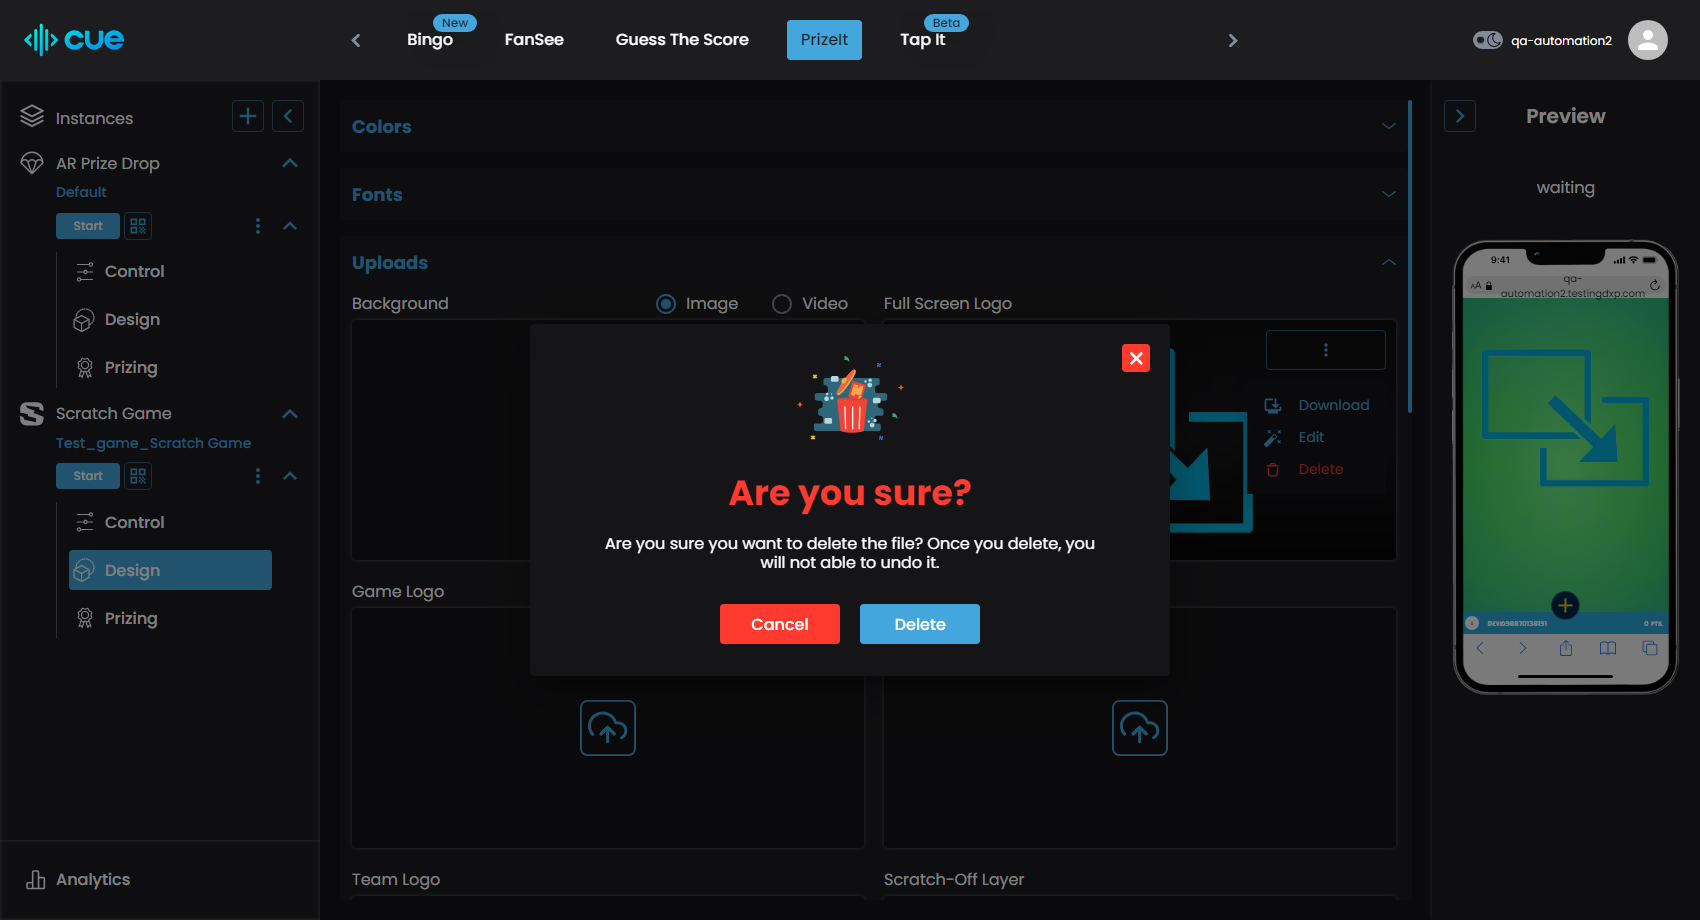 cue
Bingo
New
FanSee
Guess The Score
PrizeIt
Tap It
Beta
qa-automation2
Instances
AR Prize Drop
Default
Start
Control
Design
Prizing
Scratch Game
Test_game_Scratch Game
Start
Control
Design
Prizing
Analytics
Colors
Fonts
Uploads
Background
Image
Video
Full Screen Logo
Download
Edit
Delete
Are you sure?
Are you sure you want to delete the file? Once you delete, you
will not able to undo it.
Cancel
Delete
Game Logo
Team Logo
Scratch-Off Layer
Preview
waiting
9:41
AA
qa-
automation2.testingdxp.com
0 PTS.